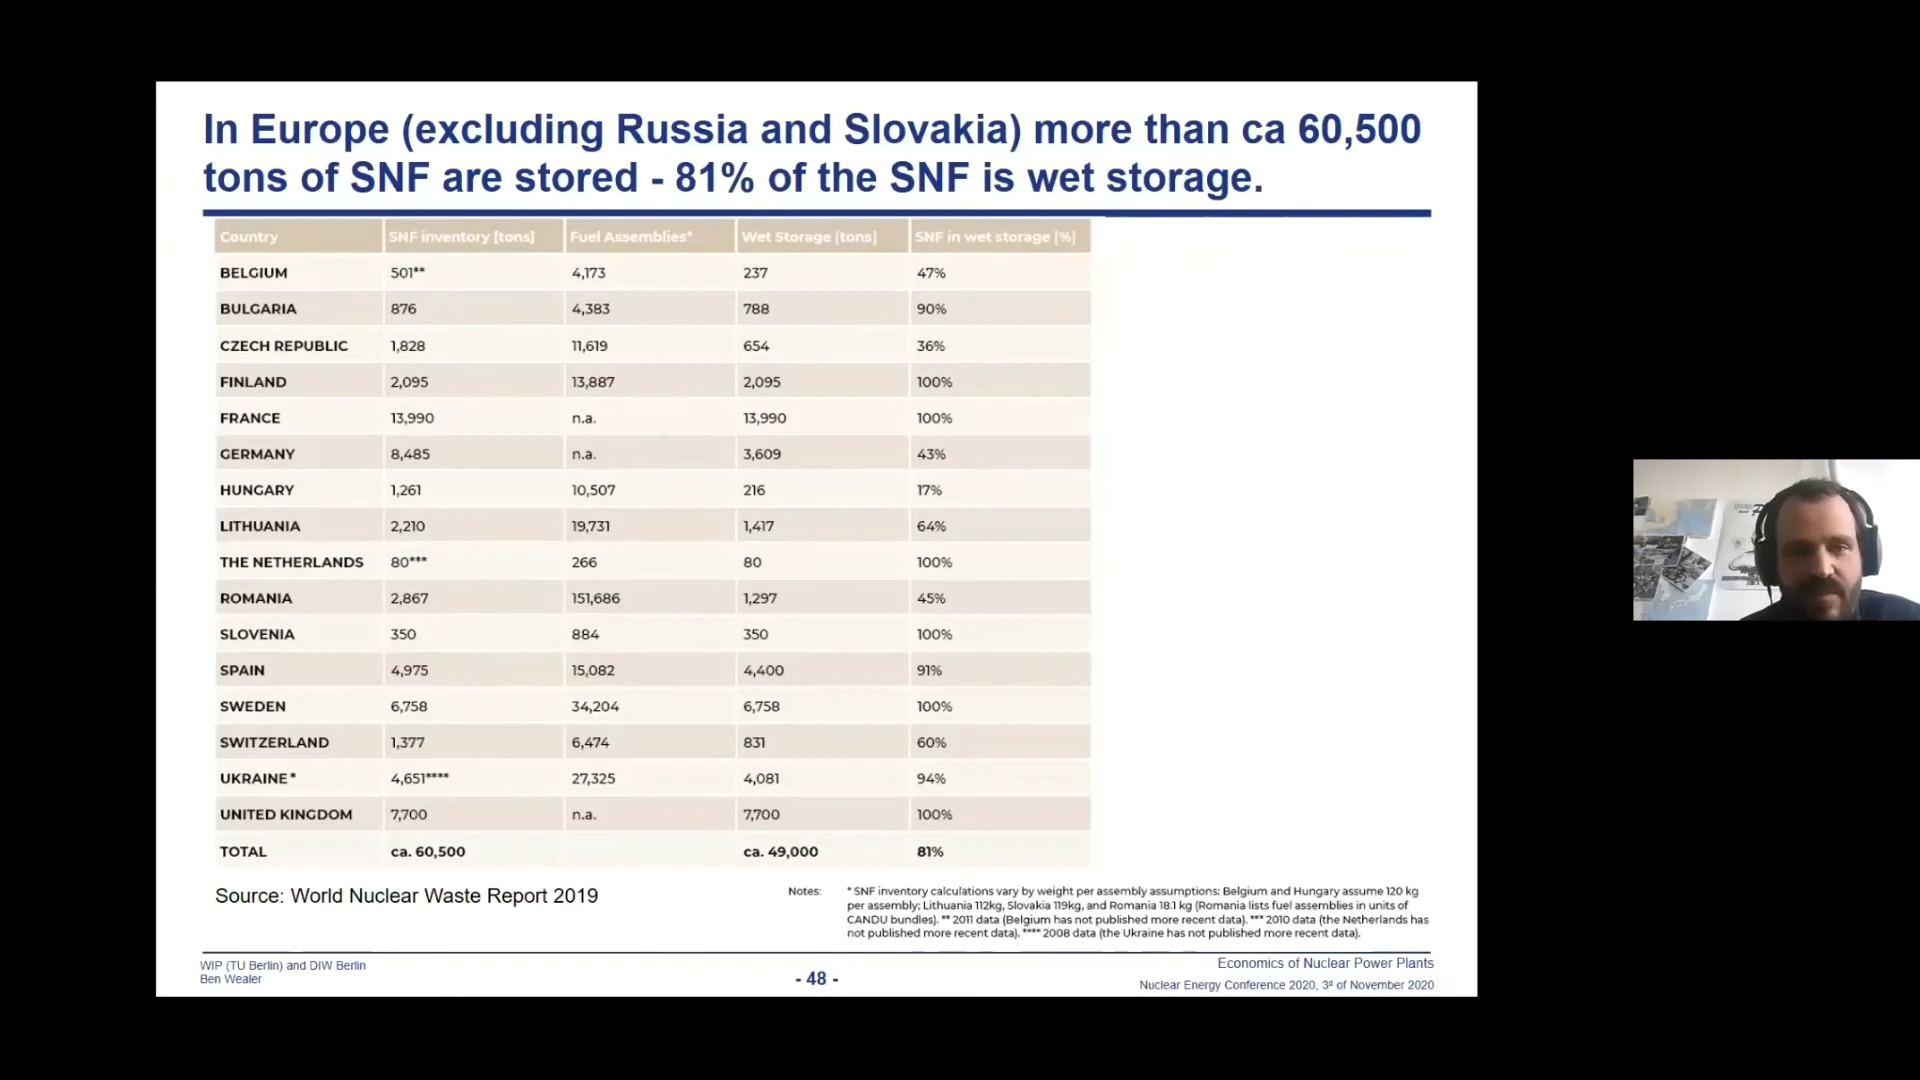 In Europe (excluding Russia and Slovakia) more than ca 60,500
tons of SNF are stored - 81% of the SNF is wet storage.
Country SNF inventory [tons] Fuel Assemblies* Wet Storage [tons] SNF in wet storage [%]
BELGIUM 501** 4,173 237 47%
BULGARIA 876 4,383 788 90%
CZECH REPUBLIC 1,828 11,619 654 36%
FINLAND 2,095 13,887 2,095 100%
FRANCE 13,990 n.a. 13,990 100%
GERMANY 8,485 n.a. 3,609 43%
HUNGARY 1,261 10,507 216 17%
LITHUANIA 2,210 19,731 1,417 64%
THE NETHERLANDS 80*** 266 80 100%
ROMANIA 2,867 151,686 1,297 45%
SLOVENIA 350 884 350 100%
SPAIN 4,975 15,082 4,400 91%
SWEDEN 6,758 34,204 6,758 100%
SWITZERLAND 1,377 6,474 831 60%
UKRAINE* 4,651**** 27,325 4,081 94%
UNITED KINGDOM 7,700 n.a. 7,700 100%
TOTAL ca. 60,500 ca. 49,000 81%
Source: World Nuclear Waste Report 2019
Notes: * SNF inventory calculations vary by weight per assembly assumptions: Belgium and Hungary assume 120 kg
per assembly; Lithuania 112kg, Slovakia 119kg, and Romania 18.1 kg (Romania lists fuel assemblies in units of
CANDU bundles). ** 2011 data (Belgium has not published more recent data). *** 2010 data (the Netherlands has
not published more recent data). **** 2008 data (the Ukraine has not published more recent data).
WIP (TU Berlin) and DIW Berlin
Ben Wealer
- 48 -
Economics of Nuclear Power Plants
Nuclear Energy Conference 2020, 3ᵈ of November 2020